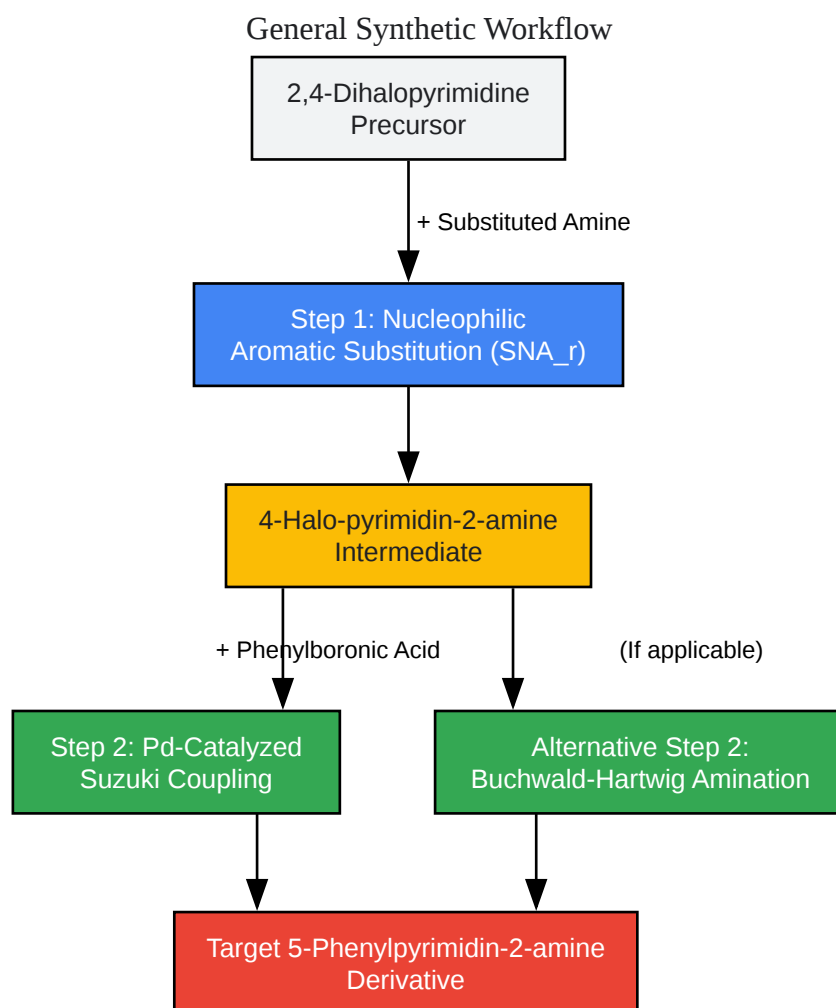 General Synthetic Workflow
2,4-Dihalopyrimidine
Precursor
+ Substituted Amine
Step 1: Nucleophilic
Aromatic Substitution (SNA_r)
4-Halo-pyrimidin-2-amine
Intermediate
+ Phenylboronic Acid
(If applicable)
Step 2: Pd-Catalyzed
Suzuki Coupling
Alternative Step 2:
Buchwald-Hartwig Amination
Target 5-Phenylpyrimidin-2-amine
Derivative